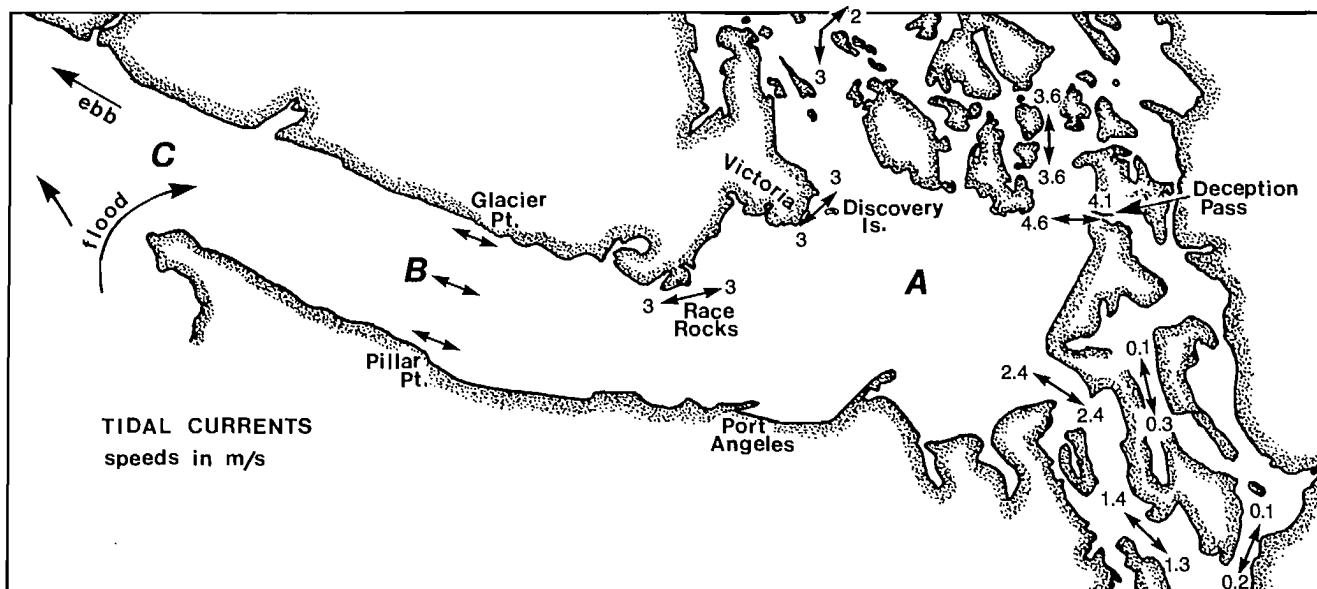 2
3
3.6
3.6
ebb
C
flood
Victoria
3
3
Discovery
Is.
Deception
Pass
4.1
4.6
Glacier
Pt.
B
A
3
3
Race
Rocks
Pillar
Pt.
0.1
0.3
2.4
2.4
Port
Angeles
TIDAL CURRENTS
speeds in m/s
1.4
1.3
0.1
0.2